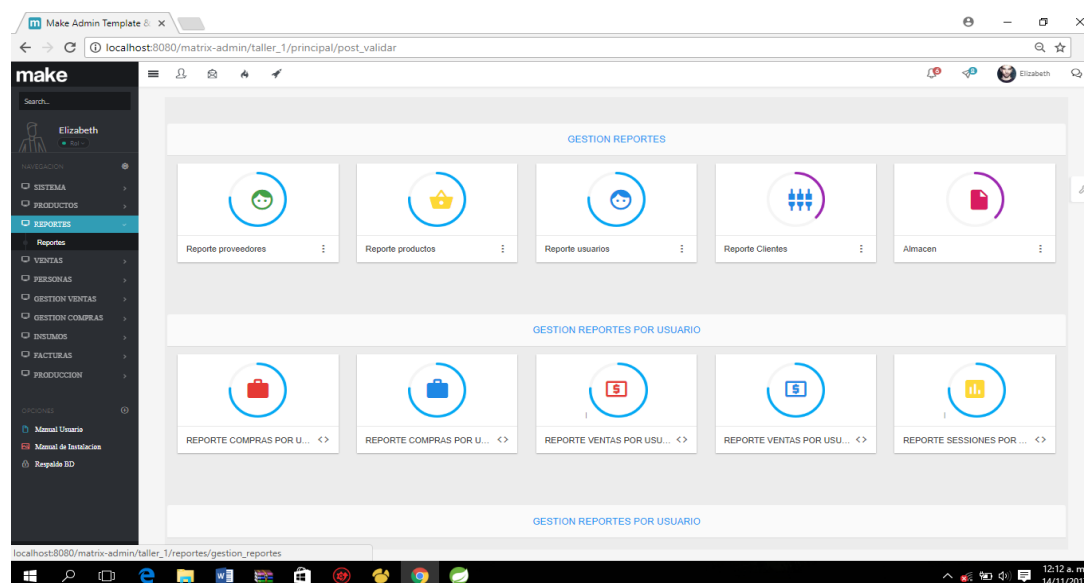 Make Admin Template &
localhost:8080/matrix-admin/taller_1/principal/post_validar
make
Elizabeth
Search...
Elizabeth
NAVEGACION
SISTEMA
PRODUCTOS
REPORTES
Reportes
VENTAS
PERSONAS
GESTION VENTAS
GESTION COMPRAS
INSUMOS
FACTURAS
PRODUCCION
OPCIONES
Manual Usuario
Manual de Instalacion
Respaldo BD
GESTION REPORTES
Reporte proveedores
Reporte productos
Reporte usuarios
Reporte Clientes
Almacen
GESTION REPORTES POR USUARIO
REPORTE COMPRAS POR U...
REPORTE COMPRAS POR U...
REPORTE VENTAS POR USU...
REPORTE VENTAS POR USU...
REPORTE SESSIONES POR ...
GESTION REPORTES POR USUARIO
localhost:8080/matrix-admin/taller_1/reportes/gestion_reportes
12:12 a. m
14/11/201